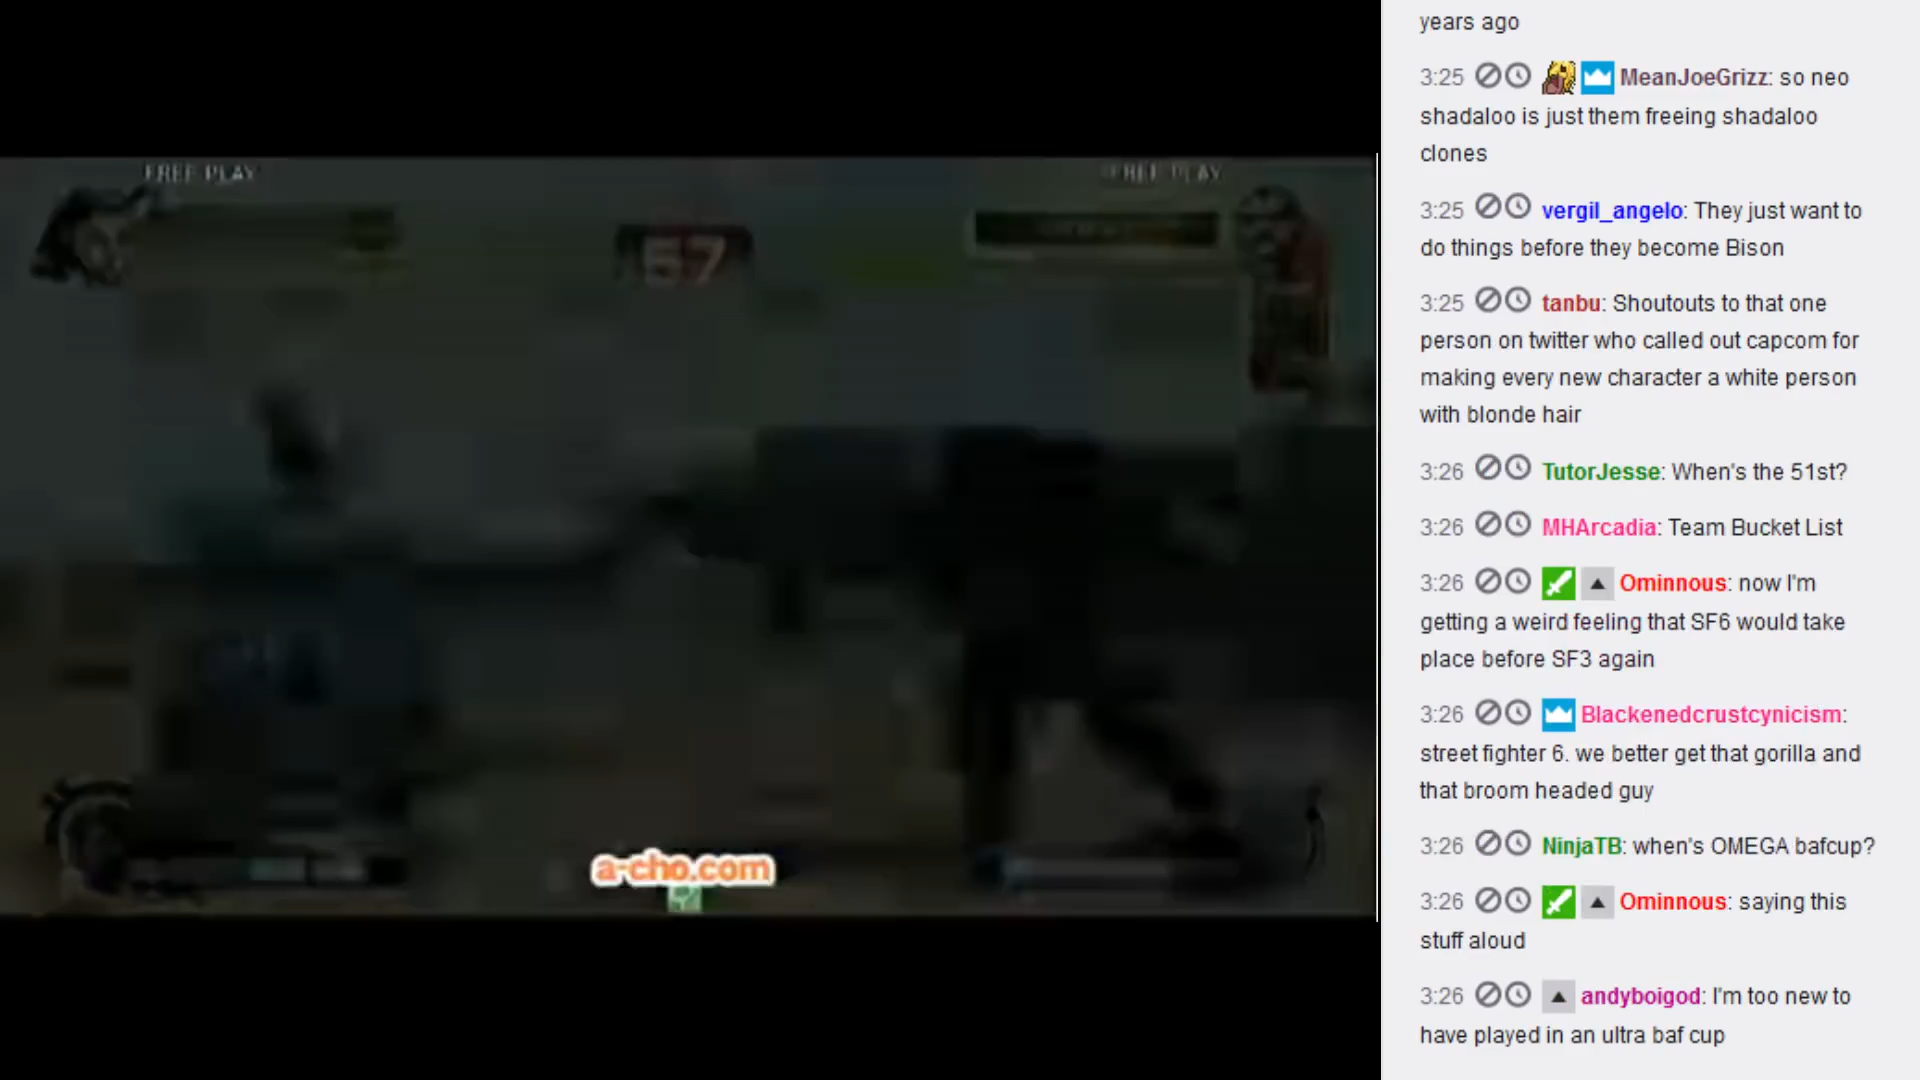 FREE PLAY
FREE PLAY
57
a-cho.com
years ago
3:25 MeanJoeGrizz: so neo
shadaloo is just them freeing shadaloo
clones
3:25 vergil_angelo: They just want to
do things before they become Bison
3:25 tanbu: Shoutouts to that one
person on twitter who called out capcom for
making every new character a white person
with blonde hair
3:26 TutorJesse: When's the 51st?
3:26 MHArcadia: Team Bucket List
3:26 Ominnous: now I'm
getting a weird feeling that SF6 would take
place before SF3 again
3:26 Blackenedcrustcynicism:
street fighter 6. we better get that gorilla and
that broom headed guy
3:26 NinjaTB: when's OMEGA bafcup?
3:26 Ominnous: saying this
stuff aloud
3:26 andyboigod: I'm too new to
have played in an ultra baf cup